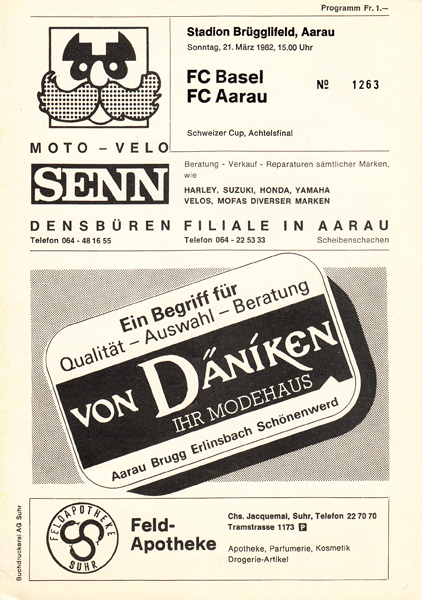 Programm Fr. 1.—
Stadion Brügglifeld, Aarau
Sonntag, 21. März 1982, 15.00 Uhr
FC Basel
FC Aarau
№ 1263
Schweizer Cup, Achtelsfinal
MOTO – VELO
SENN
Beratung - Verkauf - Reparaturen sämtlicher Marken,
wie
HARLEY, SUZUKI, HONDA, YAMAHA
VELOS, MOFAS DIVERSER MARKEN
DENSBÜREN FILIALE IN AARAU
Telefon 064 - 48 16 55 Telefon 064 - 22 53 33 Scheibenschachen
Ein Begriff für
Qualität – Auswahl – Beratung
VON DÄNIKEN
IHR MODEHAUS
Aarau Brugg Erlinsbach Schönenwerd
FELDAPOTHEKE
SUHR
Feld-
Apotheke
Chs. Jacquemai, Suhr, Telefon 22 70 70
Tramstrasse 1173 P
Apotheke, Parfumerie, Kosmetik
Drogerie-Artikel
Buchdruckerei AG Suhr